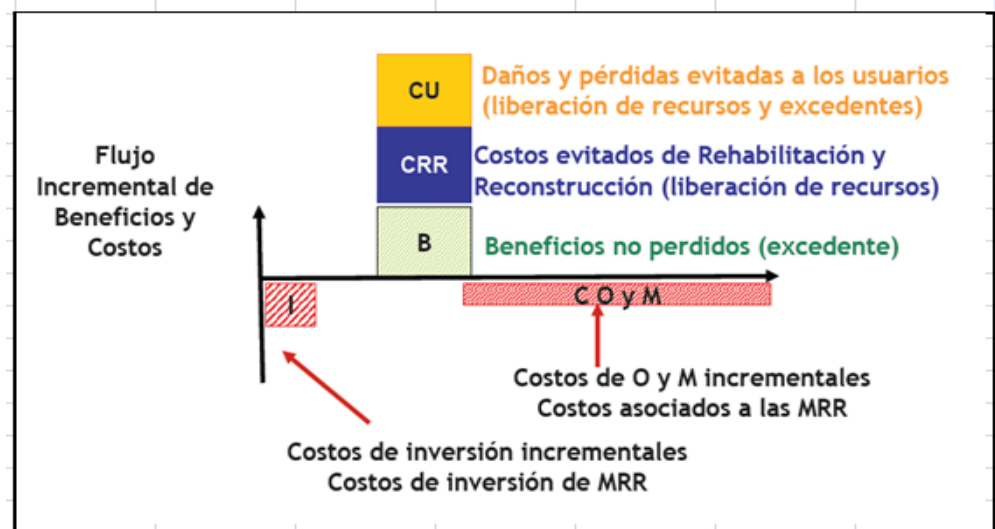 CU
Daños y pérdidas evitadas a los usuarios
(liberación de recursos y excedentes)
Flujo
Incremental de
Beneficios y
Costos
CRR
Costos evitados de Rehabilitación y
Reconstrucción (liberación de recursos)
B
Beneficios no perdidos (excedente)
I
C O y M
Costos de O y M incrementales
Costos asociados a las MRR
Costos de inversión incrementales
Costos de inversión de MRR